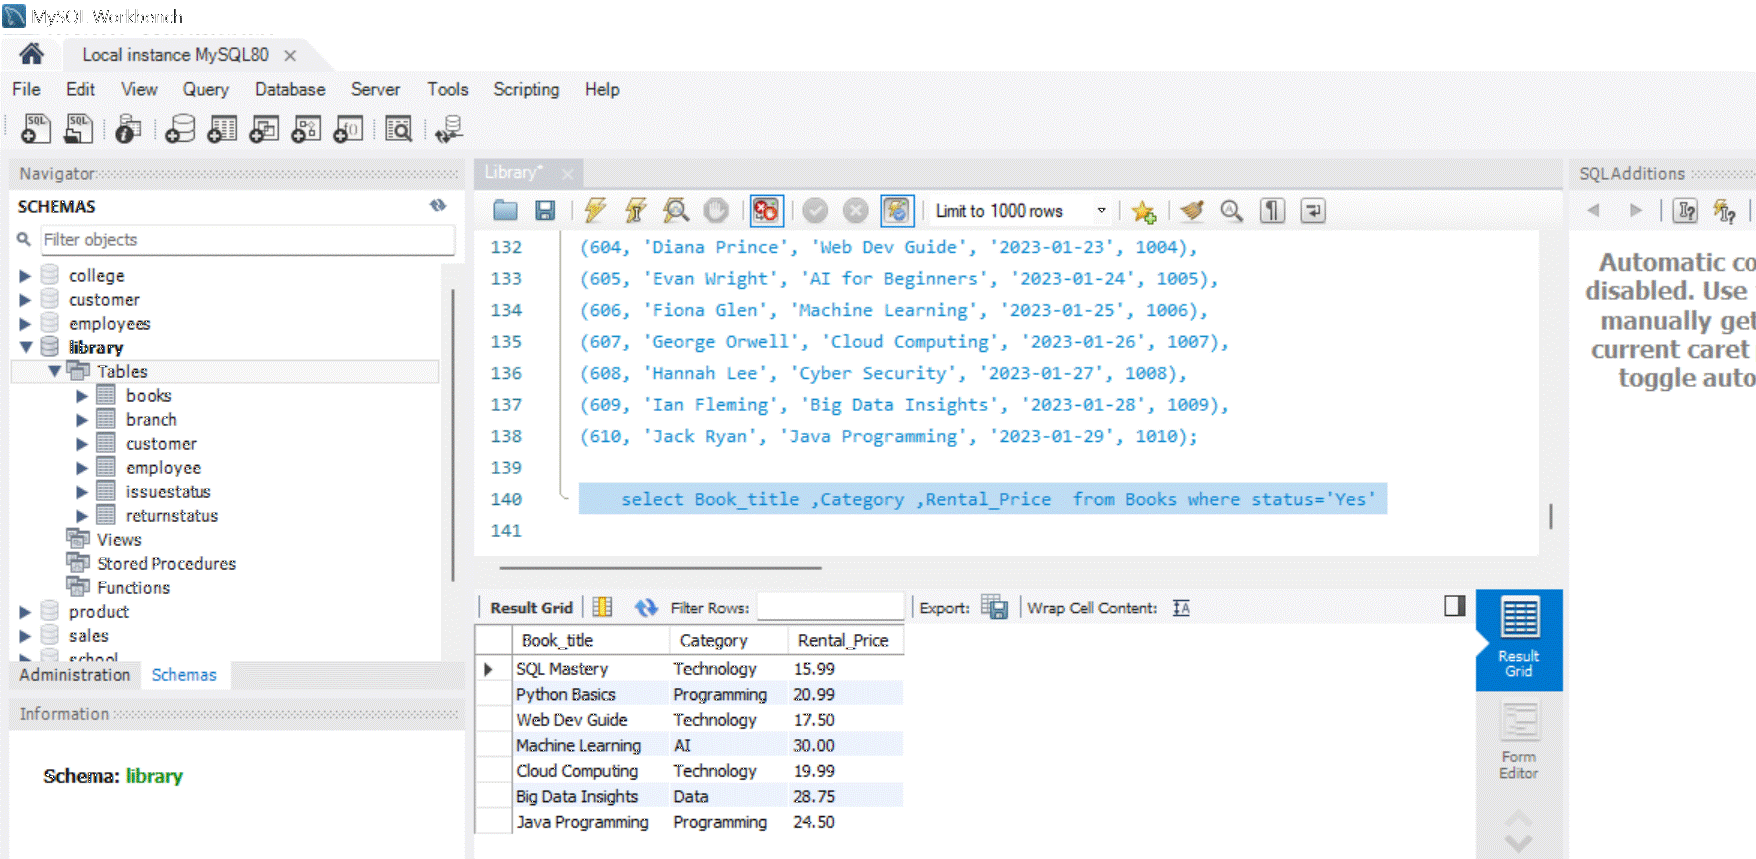 MySQL Workbench
Local instance MySQL80
File Edit View Query Database Server Tools Scripting Help
Navigator
SCHEMAS
Filter objects
college
customer
employees
library
Tables
books
branch
customer
employee
issuestatus
returnstatus
Views
Stored Procedures
Functions
product
sales
school
Administration Schemas
Information
Schema: library
Library*
Limit to 1000 rows
132 (604, 'Diana Prince', 'Web Dev Guide', '2023-01-23', 1004),
133 (605, 'Evan Wright', 'AI for Beginners', '2023-01-24', 1005),
134 (606, 'Fiona Glen', 'Machine Learning', '2023-01-25', 1006),
135 (607, 'George Orwell', 'Cloud Computing', '2023-01-26', 1007),
136 (608, 'Hannah Lee', 'Cyber Security', '2023-01-27', 1008),
137 (609, 'Ian Fleming', 'Big Data Insights', '2023-01-28', 1009),
138 (610, 'Jack Ryan', 'Java Programming', '2023-01-29', 1010);
139
140 select Book_title ,Category ,Rental_Price  from Books where status='Yes'
141
Result Grid Filter Rows: Export: Wrap Cell Content:
Book_title Category Rental_Price
SQL Mastery Technology 15.99
Python Basics Programming 20.99
Web Dev Guide Technology 17.50
Machine Learning AI 30.00
Cloud Computing Technology 19.99
Big Data Insights Data 28.75
Java Programming Programming 24.50
Result
Grid
Form
Editor
SQLAdditions
Automatic co
disabled. Use
manually get
current caret
toggle auto